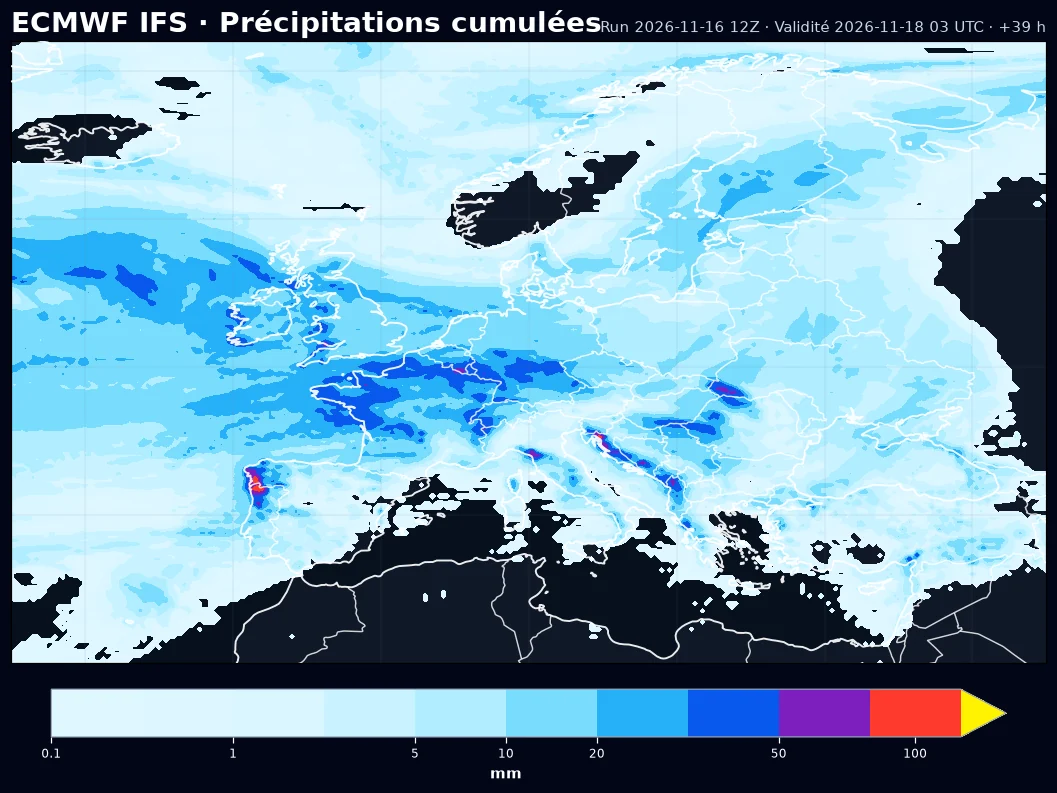 ECMWF IFS · Précipitations cumulées
Run 2026-11-16 12Z · Validité 2026-11-18 03 UTC · +39 h
0.1 1 5 10 20 50 100
mm